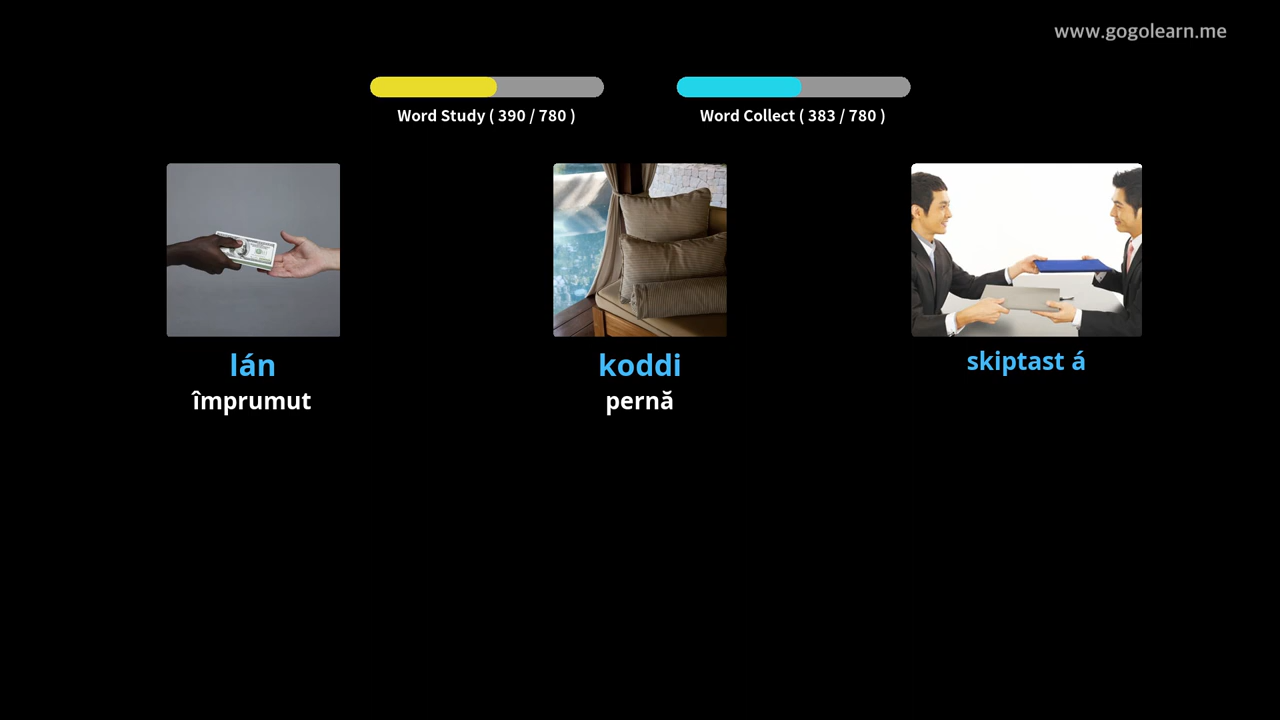 www.gogolearn.me
Word Study ( 390 / 780 )
Word Collect ( 383 / 780 )
lán
împrumut
koddi
pernă
skiptast á